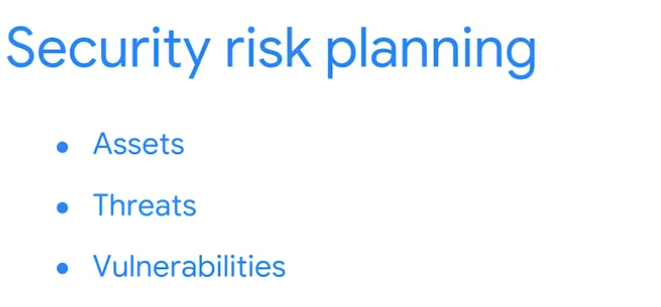 Security risk planning
• Assets
• Threats
• Vulnerabilities